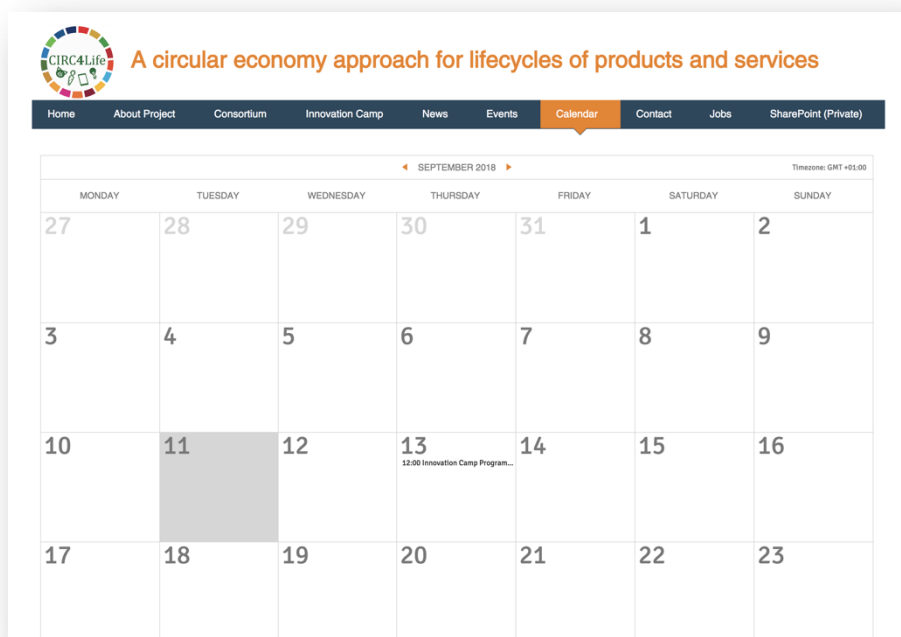 CIRC4Life
A circular economy approach for lifecycles of products and services
Home About Project Consortium Innovation Camp News Events Calendar Contact Jobs SharePoint (Private)
SEPTEMBER 2018 Timezone: GMT +01:00
MONDAY TUESDAY WEDNESDAY THURSDAY FRIDAY SATURDAY SUNDAY
27 28 29 30 31 1 2
3 4 5 6 7 8 9
10 11 12 13 14 15 16
12:00 Innovation Camp Program...
17 18 19 20 21 22 23